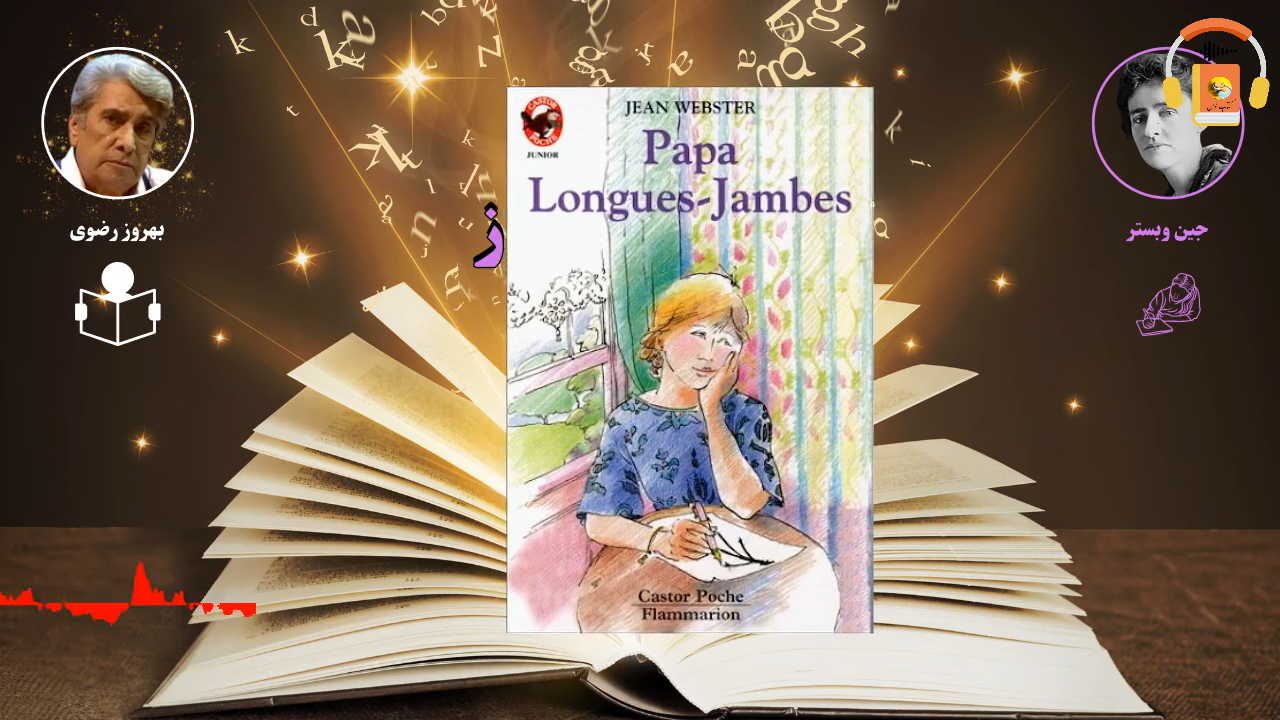 JEAN WEBSTER
Papa
Longues-Jambes
CASTOR
POCHE
JUNIOR
بهروز رضوی
جین وبستر
Castor Poche
Flammarion